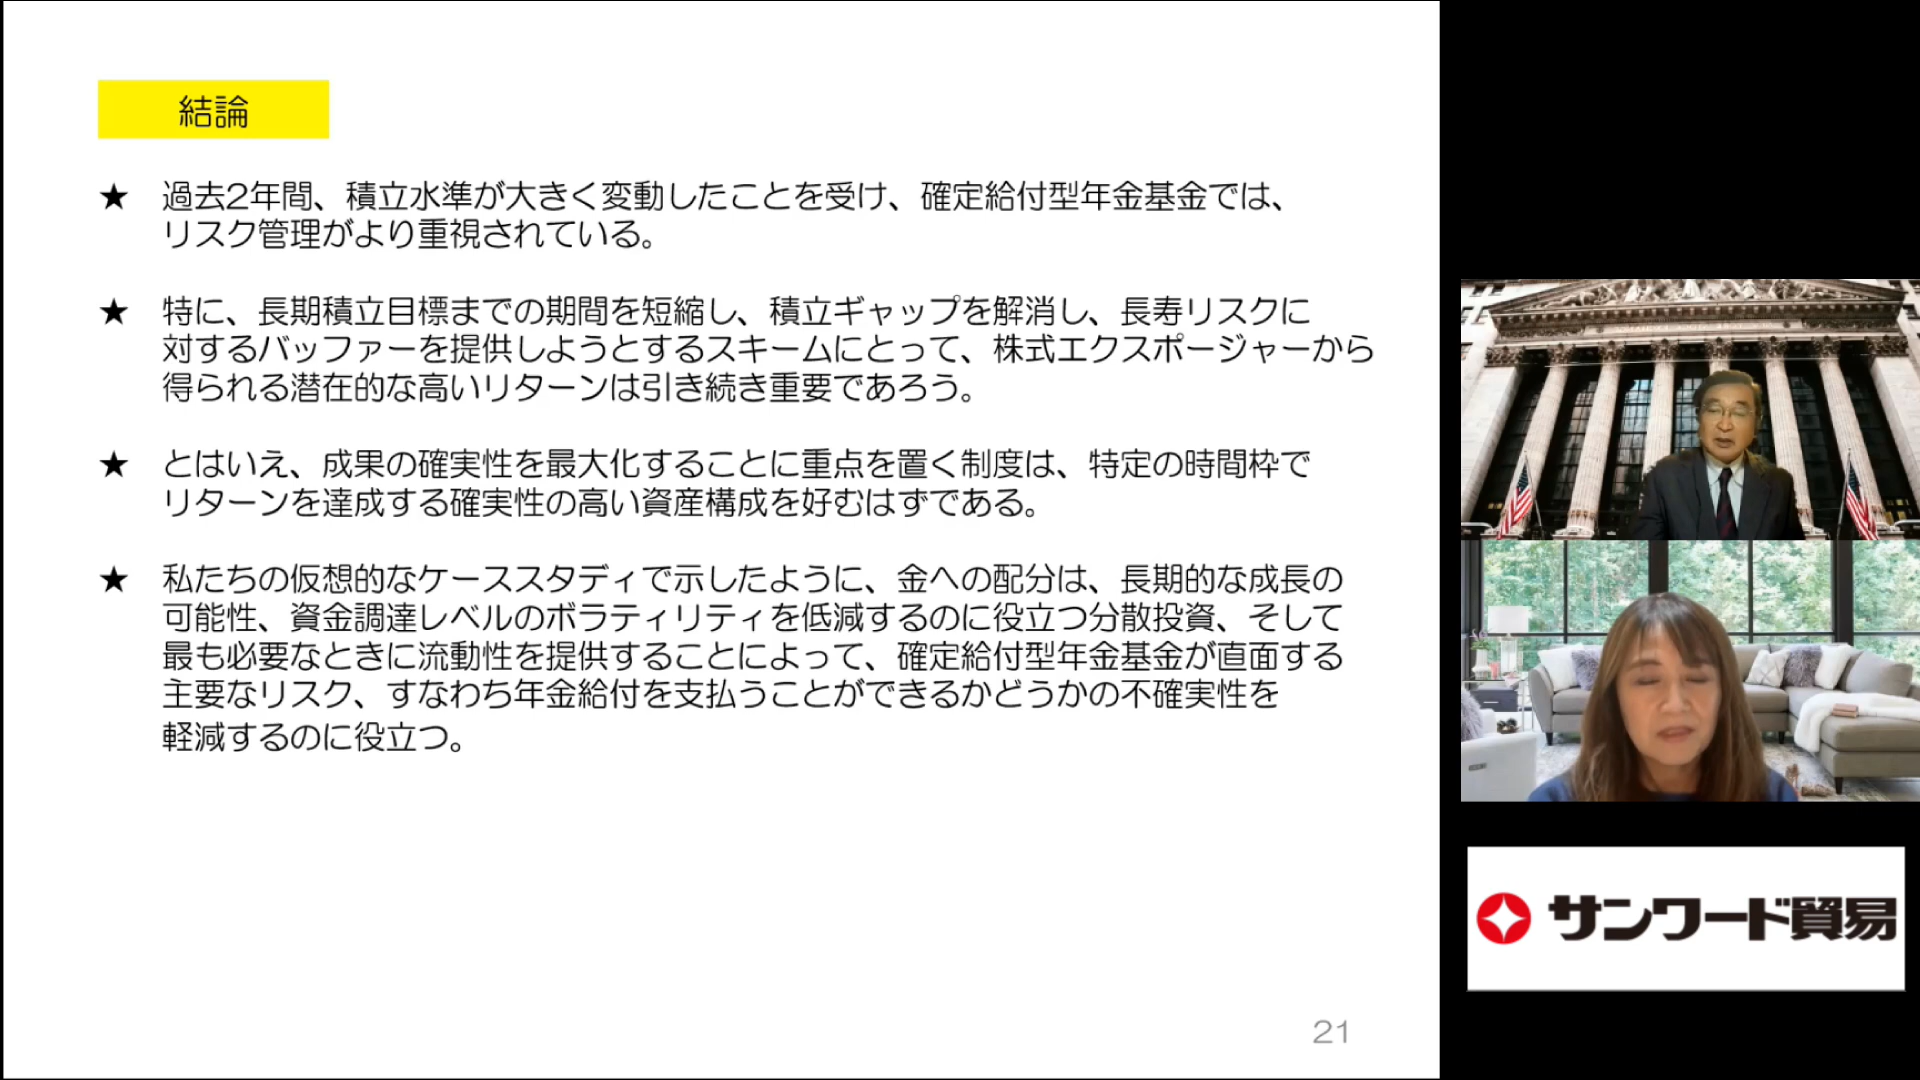 結論
★ 過去2年間、積立水準が大きく変動したことを受け、確定給付型年金基金では、
リスク管理がより重視されている。
★ 特に、長期積立目標までの期間を短縮し、積立ギャップを解消し、長寿リスクに
対するバッファーを提供しようとするスキームにとって、株式エクスポージャーから
得られる潜在的な高いリターンは引き続き重要であろう。
★ とはいえ、成果の確実性を最大化することに重点を置く制度は、特定の時間枠で
リターンを達成する確実性の高い資産構成を好むはずである。
★ 私たちの仮想的なケーススタディで示したように、金への配分は、長期的な成長の
可能性、資金調達レベルのボラティリティを低減するのに役立つ分散投資、そして
最も必要なときに流動性を提供することによって、確定給付型年金基金が直面する
主要なリスク、すなわち年金給付を支払うことができるかどうかの不確実性を
軽減するのに役立つ。
21
サンワード貿易